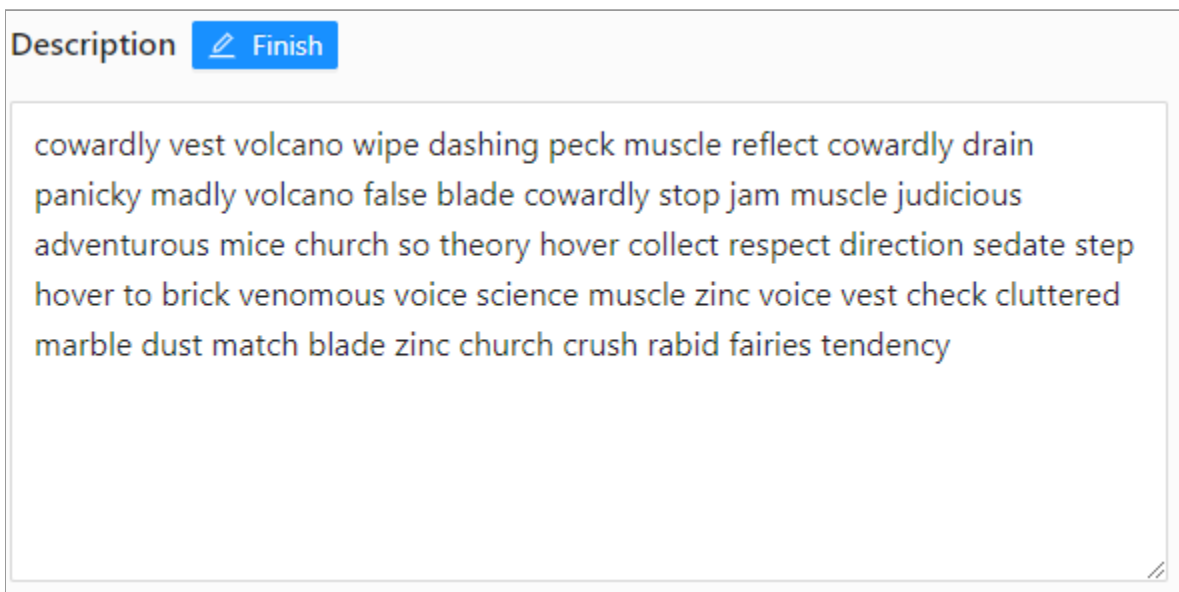 Description Finish
cowardly vest volcano wipe dashing peck muscle reflect cowardly drain
panicky madly volcano false blade cowardly stop jam muscle judicious
adventurous mice church so theory hover collect respect direction sedate step
hover to brick venomous voice science muscle zinc voice vest check cluttered
marble dust match blade zinc church crush rabid fairies tendency